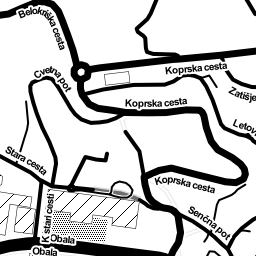 Belokriška cesta
Koprska cesta
Cvetna pot
Zatišje
Koprska cesta
Letov
Stara cesta
Koprska cesta
K stari cesti
Senčna pot
Obala
Obala